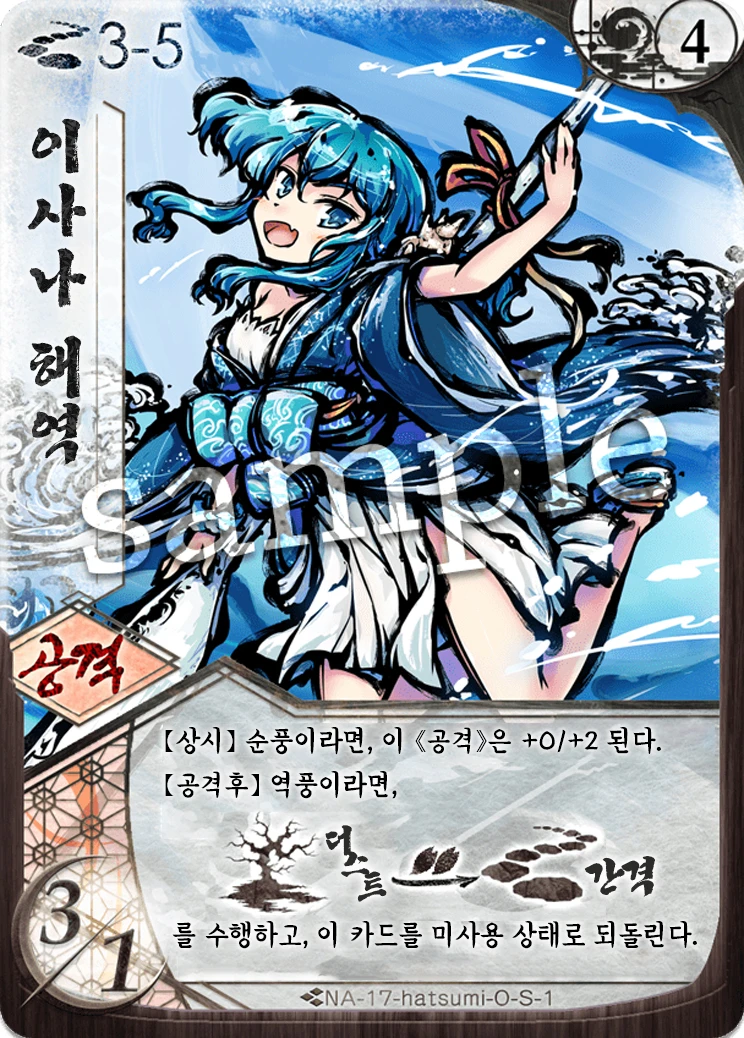 3-5
4
이사나 해역
sample
공격
【상시】 순풍이라면, 이 《공격》은 +0/+2 된다.
【공격후】 역풍이라면,
더스트
간격
를 수행하고, 이 카드를 미사용 상태로 되돌린다.
3/1
NA-17-hatsumi-O-S-1